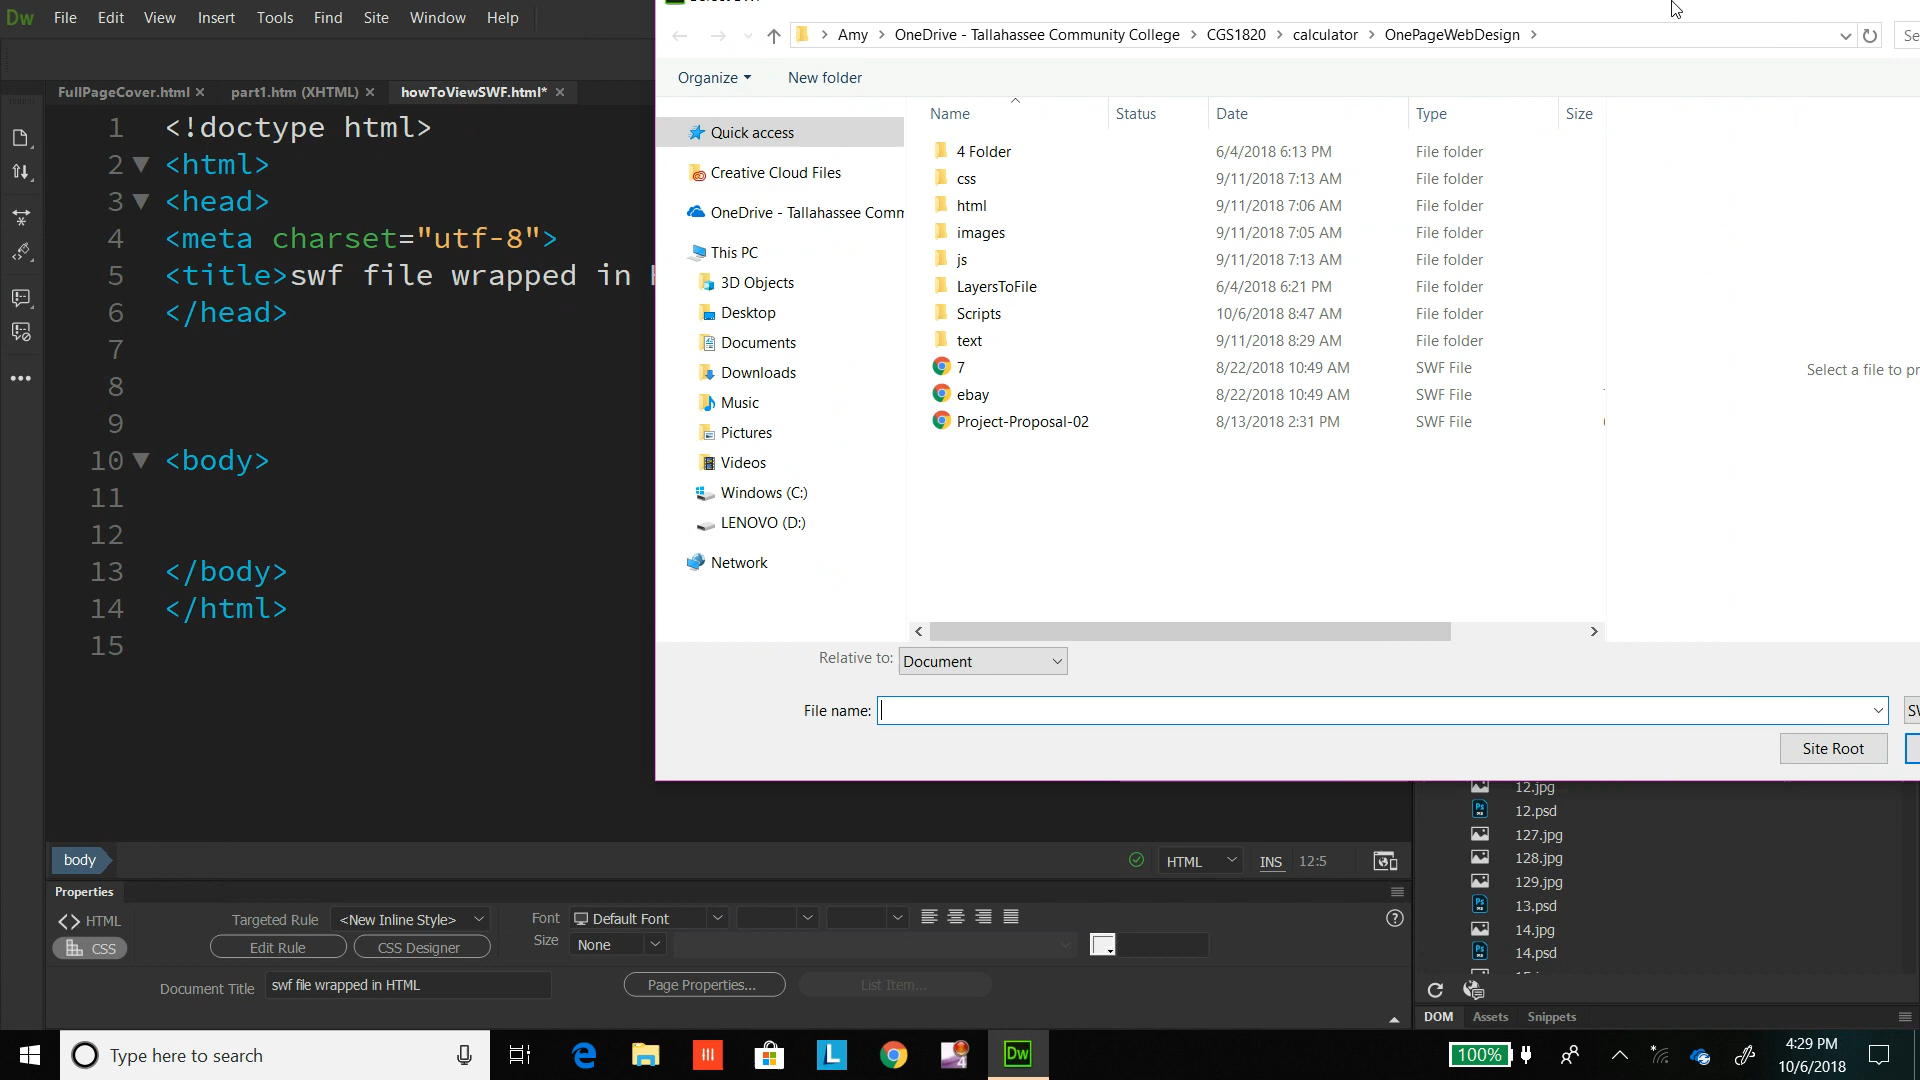 Dw File Edit View Insert Tools Find Site Window Help
Amy OneDrive - Tallahassee Community College CGS1820 calculator OnePageWebDesign
Organize New folder
FullPageCover.html part1.htm (XHTML) howToViewSWF.html*
Name Status Date Type Size
Quick access
Creative Cloud Files
OneDrive - Tallahassee Comm
This PC
3D Objects
Desktop
Documents
Downloads
Music
Pictures
Videos
Windows (C:)
LENOVO (D:)
Network
4 Folder 6/4/2018 6:13 PM File folder
css 9/11/2018 7:13 AM File folder
html 9/11/2018 7:06 AM File folder
images 9/11/2018 7:05 AM File folder
js 9/11/2018 7:13 AM File folder
LayersToFile 6/4/2018 6:21 PM File folder
Scripts 10/6/2018 8:47 AM File folder
text 9/11/2018 8:29 AM File folder
7 8/22/2018 10:49 AM SWF File
ebay 8/22/2018 10:49 AM SWF File
Project-Proposal-02 8/13/2018 2:31 PM SWF File
Select a file to pr
Relative to: Document
File name:
Site Root
1 <!doctype html>
2 <html>
3 <head>
4 <meta charset="utf-8">
5 <title>swf file wrapped in
6 </head>
7
8
9
10 <body>
11
12
13 </body>
14 </html>
15
12.jpg
12.psd
127.jpg
128.jpg
129.jpg
13.psd
14.jpg
14.psd
body HTML INS 12:5
Properties
HTML Targeted Rule <New Inline Style> Font Default Font
CSS Edit Rule CSS Designer Size None
Document Title swf file wrapped in HTML Page Properties... List Item...
DOM Assets Snippets
Type here to search
100%
4:29 PM
10/6/2018